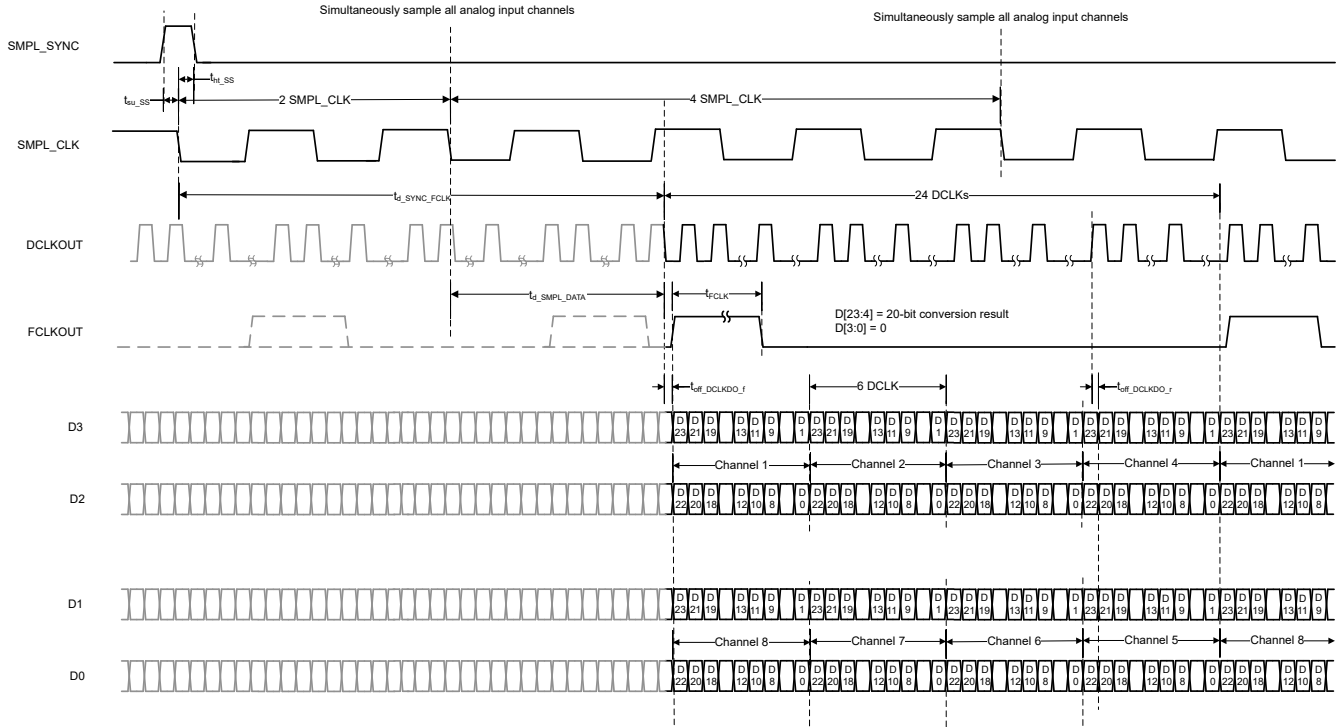 Simultaneously sample all analog input channels
Simultaneously sample all analog input channels
SMPL_SYNC
t_ht_SS
t_su_SS
2 SMPL_CLK
4 SMPL_CLK
SMPL_CLK
t_d_SYNC_FCLK
24 DCLKs
DCLKOUT
t_d_SMPL_DATA
t_FCLK
D[23:4] = 20-bit conversion result
D[3:0] = 0
FCLKOUT
t_off_DCLKDO_f
6 DCLK
t_off_DCLKDO_r
D3
D D D D D D D D D D D D D D D D D D D D D D D D D D D D D D D D D D
23 21 19 13 11 9 1 23 21 19 13 11 9 1 23 21 19 13 11 9 1 23 21 19 13 11 9 1 23 21 19 13 11 9
Channel 1 Channel 2 Channel 3 Channel 4 Channel 1
D2
D D D D D D D D D D D D D D D D D D D D D D D D D D D D D D D D D D
22 20 18 12 10 8 0 22 20 18 12 10 8 0 22 20 18 12 10 8 0 22 20 18 12 10 8 0 22 20 18 12 10 8
D1
D D D D D D D D D D D D D D D D D D D D D D D D D D D D D D D D D D
23 21 19 13 11 9 1 23 21 19 13 11 9 1 23 21 19 13 11 9 1 23 21 19 13 11 9 1 23 21 19 13 11 9
Channel 8 Channel 7 Channel 6 Channel 5 Channel 8
D0
D D D D D D D D D D D D D D D D D D D D D D D D D D D D D D D D D D
22 20 18 12 10 8 0 22 20 18 12 10 8 0 22 20 18 12 10 8 0 22 20 18 12 10 8 0 22 20 18 12 10 8